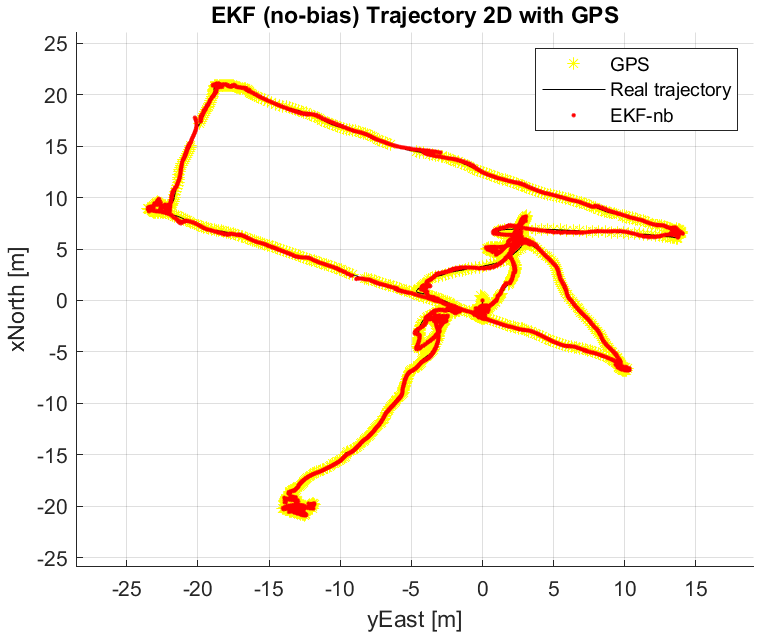 EKF (no-bias) Trajectory 2D with GPS
GPS
Real trajectory
EKF-nb
25
20
15
10
5
0
-5
-10
-15
-20
-25
xNorth [m]
-25 -20 -15 -10 -5 0 5 10 15
yEast [m]